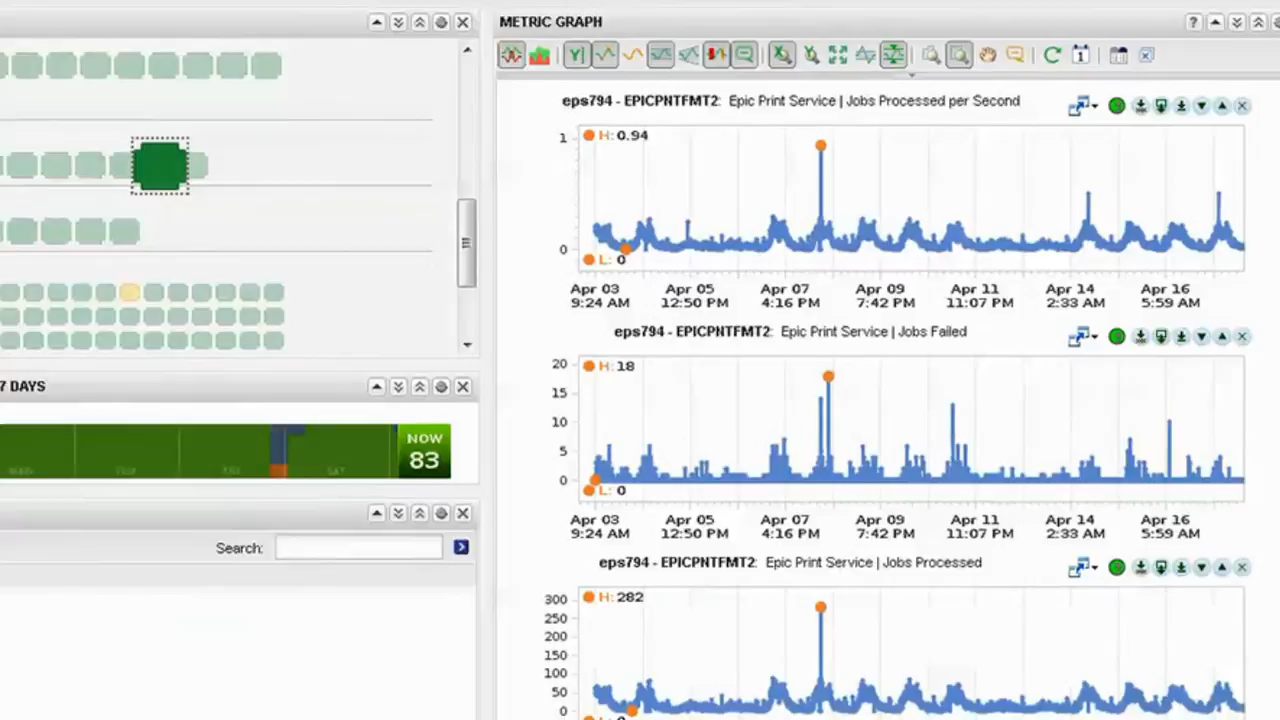 METRIC GRAPH
eps794 - EPICPNTFMT2: Epic Print Service | Jobs Processed per Second
H: 0.94
1
0
L: 0
Apr 03 Apr 05 Apr 07 Apr 09 Apr 11 Apr 14 Apr 16
9:24 AM 12:50 PM 4:16 PM 7:42 PM 11:07 PM 2:33 AM 5:59 AM
eps794 - EPICPNTFMT2: Epic Print Service | Jobs Failed
20
H: 18
15
10
5
0
L: 0
Apr 03 Apr 05 Apr 07 Apr 09 Apr 11 Apr 14 Apr 16
9:24 AM 12:50 PM 4:16 PM 7:42 PM 11:07 PM 2:33 AM 5:59 AM
eps794 - EPICPNTFMT2: Epic Print Service | Jobs Processed
300
H: 282
250
200
150
100
50
0
7 DAYS
NOW
83
SAT
Search: